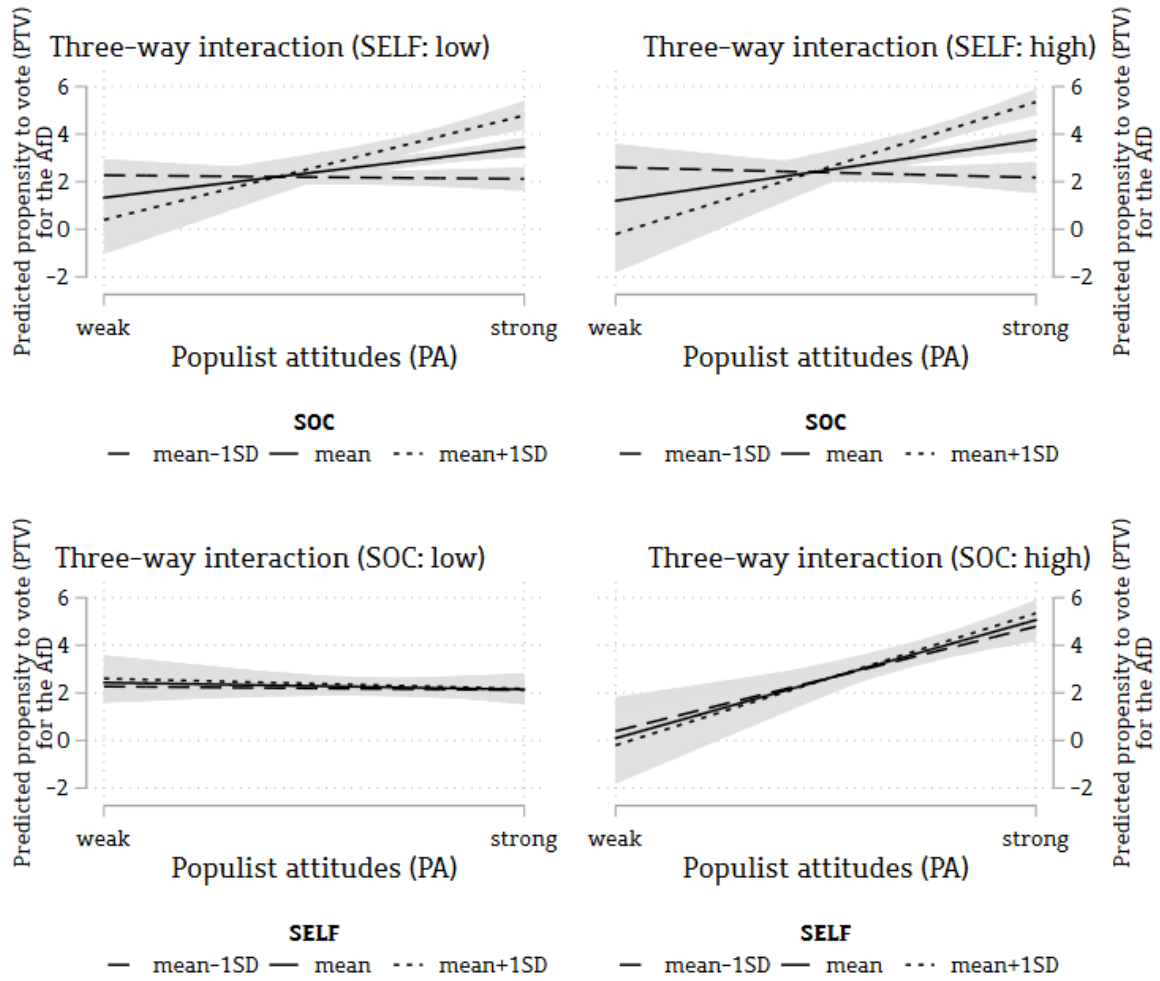 Three-way interaction (SELF: low)
Predicted propensity to vote (PTV)
for the AfD
6
4
2
0
−2
weak
strong
Populist attitudes (PA)
SOC
mean−1SD mean mean+1SD
Three-way interaction (SELF: high)
6
4
2
0
−2
Predicted propensity to vote (PTV)
for the AfD
weak
strong
Populist attitudes (PA)
SOC
mean−1SD mean mean+1SD
Three-way interaction (SOC: low)
Predicted propensity to vote (PTV)
for the AfD
6
4
2
0
−2
weak
strong
Populist attitudes (PA)
SELF
mean−1SD mean mean+1SD
Three-way interaction (SOC: high)
6
4
2
0
−2
Predicted propensity to vote (PTV)
for the AfD
weak
strong
Populist attitudes (PA)
SELF
mean−1SD mean mean+1SD